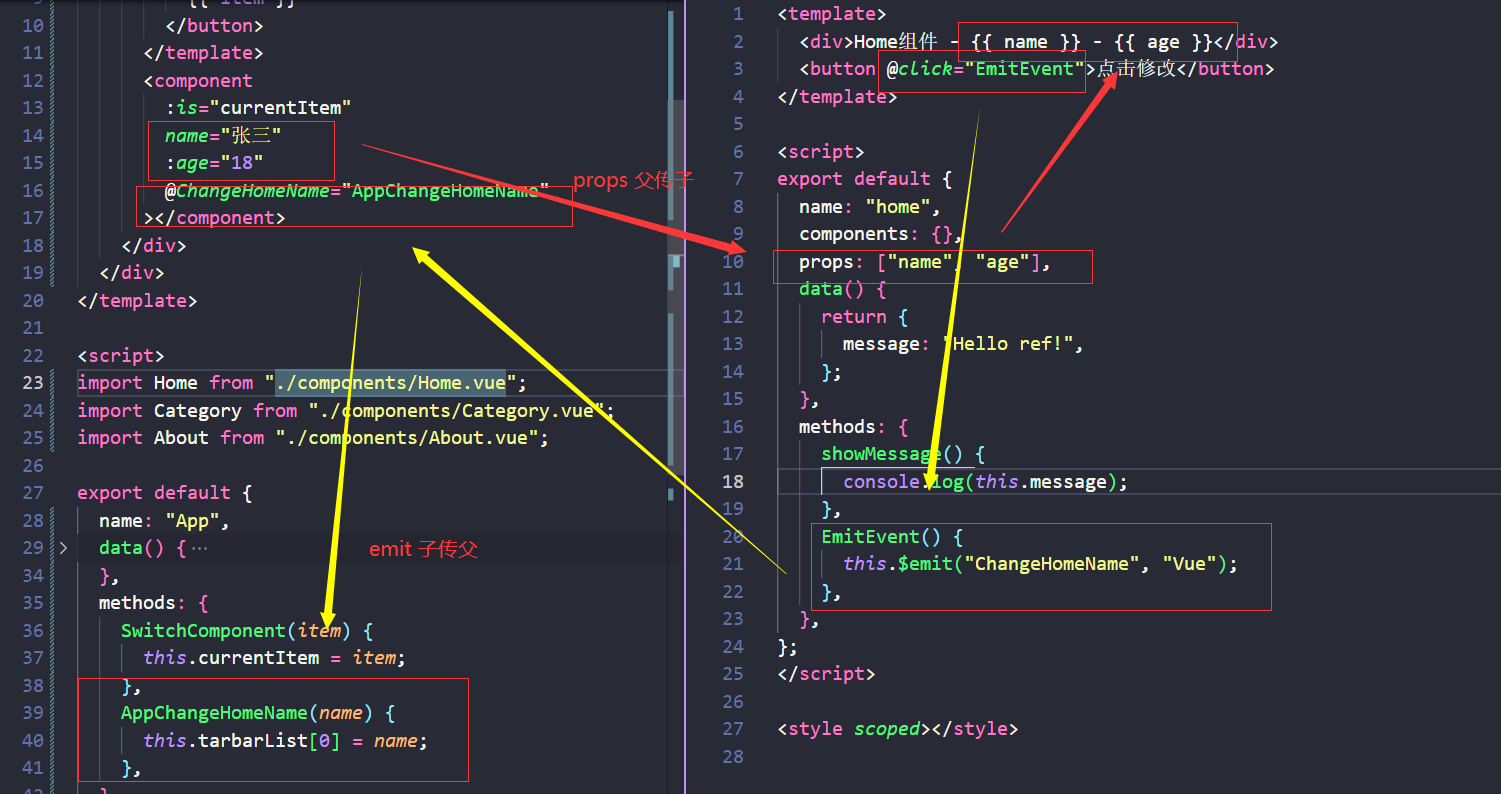 {{ item }}
10 </button>
11 </template>
12 <component
13 :is="currentItem"
14 name="张三"
15 :age="18"
16 @ChangeHomeName="AppChangeHomeName"
17 ></component>
18 </div>
19 </div>
20 </template>
21
22 <script>
23 import Home from "./components/Home.vue";
24 import Category from "./components/Category.vue";
25 import About from "./components/About.vue";
26
27 export default {
28 name: "App",
29 data() {···
34 },
35 methods: {
36 SwitchComponent(item) {
37 this.currentItem = item;
38 },
39 AppChangeHomeName(name) {
40 this.tarbarList[0] = name;
41 },
props 父传子
emit 子传父
1 <template>
2 <div>Home组件 - {{ name }} - {{ age }}</div>
3 <button @click="EmitEvent">点击修改</button>
4 </template>
5
6 <script>
7 export default {
8 name: "home",
9 components: {},
10 props: ["name", "age"],
11 data() {
12 return {
13 message: "Hello ref!",
14 };
15 },
16 methods: {
17 showMessage() {
18 console.log(this.message);
19 },
20 EmitEvent() {
21 this.$emit("ChangeHomeName", "Vue");
22 },
23 },
24 };
25 </script>
26
27 <style scoped></style>
28